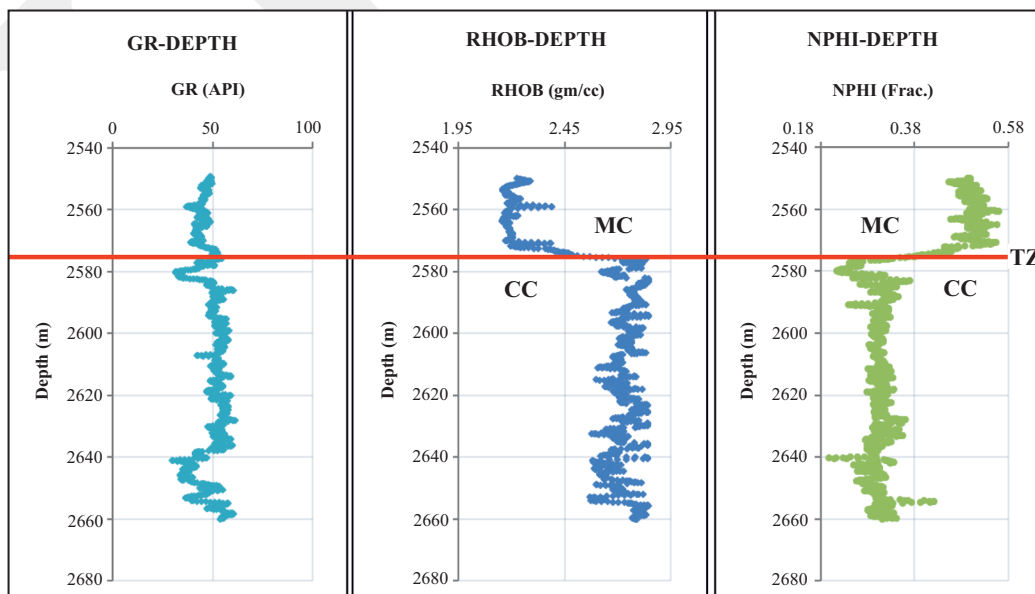 GR-DEPTH
GR (API)
0 50 100
2540
2560
2580
2600
2620
2640
2660
2680
Depth (m)
RHOB-DEPTH
RHOB (gm/cc)
1.95 2.45 2.95
2540
2560
2580
2600
2620
2640
2660
2680
Depth (m)
MC
CC
NPHI-DEPTH
NPHI (Frac.)
0.18 0.38 0.58
2540
2560
2580
2600
2620
2640
2660
2680
Depth (m)
MC
TZ
CC